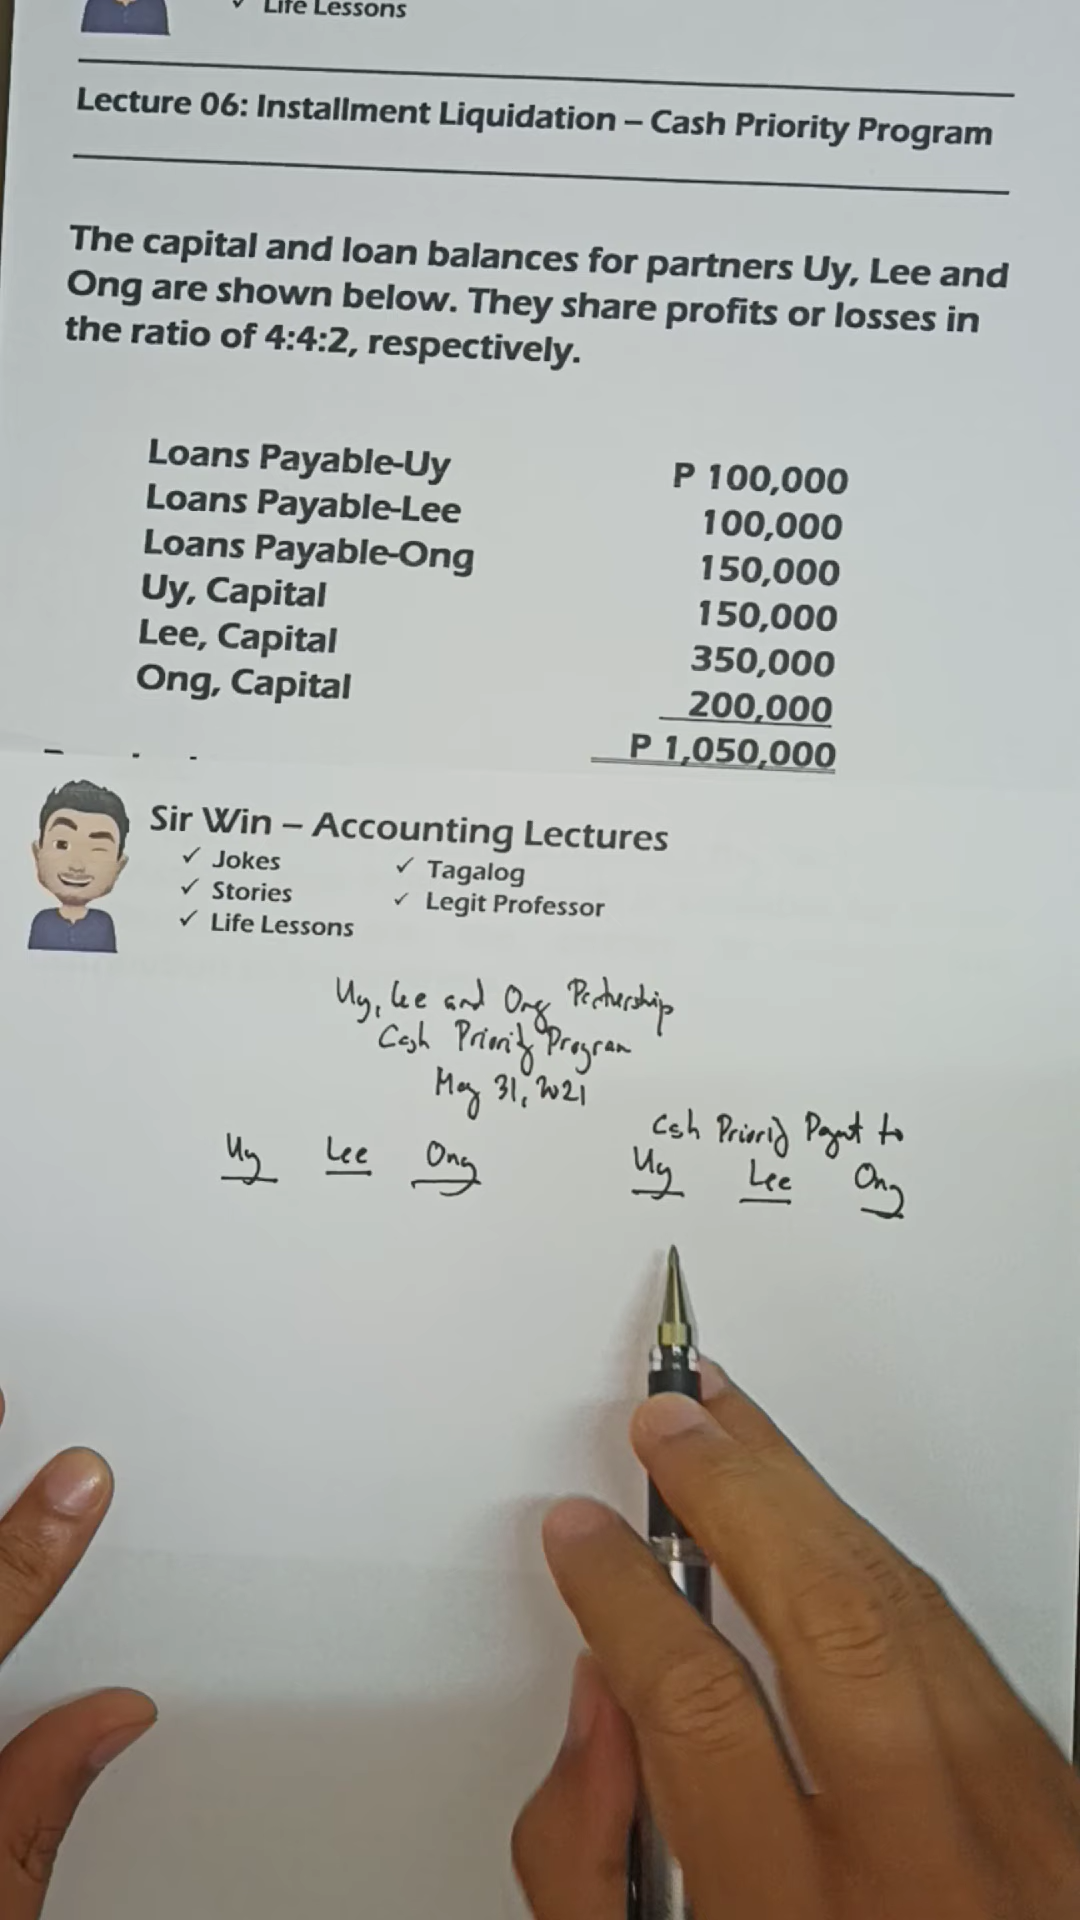 ✓ Life Lessons
Lecture 06: Installment Liquidation – Cash Priority Program
The capital and loan balances for partners Uy, Lee and
Ong are shown below. They share profits or losses in
the ratio of 4:4:2, respectively.
Loans Payable-Uy P 100,000
Loans Payable-Lee 100,000
Loans Payable-Ong 150,000
Uy, Capital 150,000
Lee, Capital 350,000
Ong, Capital 200,000
P 1,050,000
Sir Win – Accounting Lectures
✓ Jokes ✓ Tagalog
✓ Stories ✓ Legit Professor
✓ Life Lessons
Uy, Lee and Ong Partnership
Cash Priority Program
May 31, 2021
Csh Priority Paymt to
Uy Lee Ong Uy Lee Ong